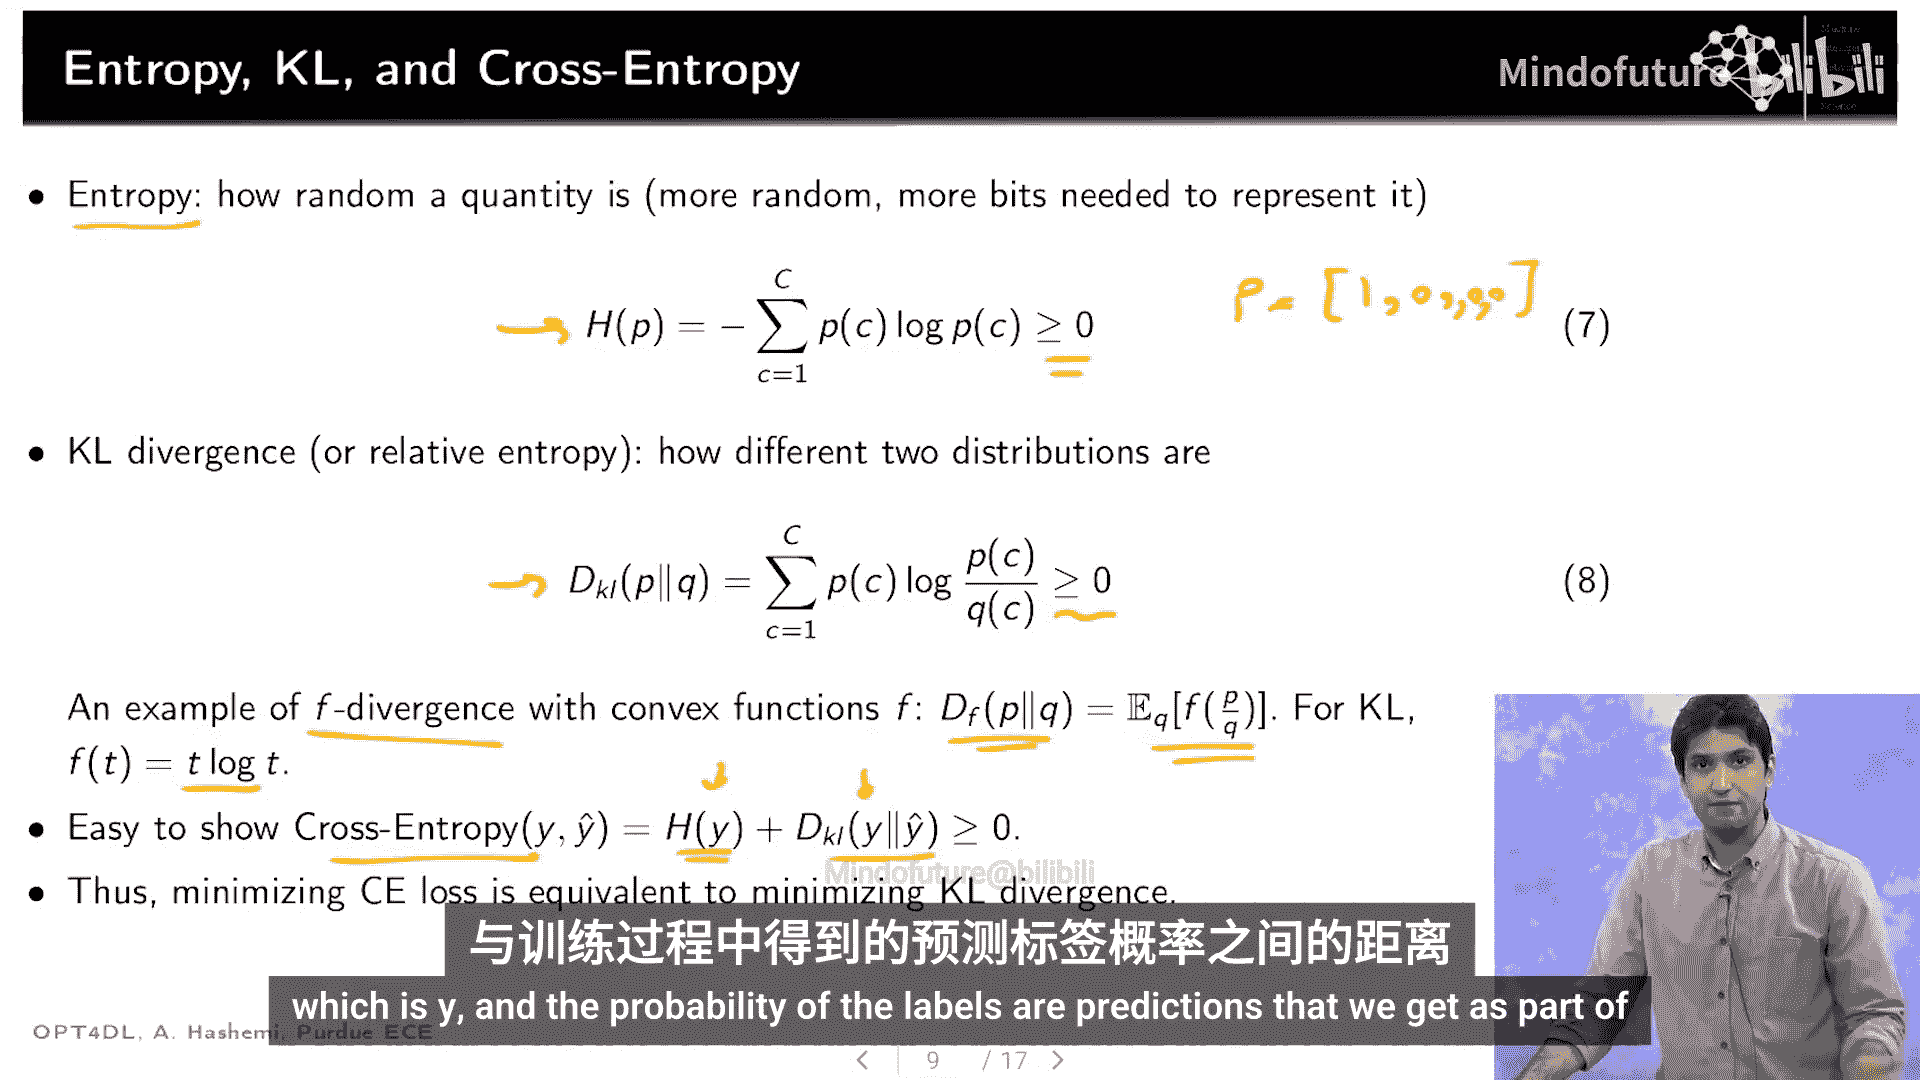 Entropy, KL, and Cross-Entropy
Mindofuture bilibili
• Entropy: how random a quantity is (more random, more bits needed to represent it)
H(p) = − ∑_{c=1}^{C} p(c) log p(c) ≥ 0 (7)
p = [1, 0, , 0, 0]
• KL divergence (or relative entropy): how different two distributions are
D_{kl}(p‖q) = ∑_{c=1}^{C} p(c) log \frac{p(c)}{q(c)} ≥ 0 (8)
An example of f-divergence with convex functions f: D_f(p‖q) = 𝔼_q[f(\frac{p}{q})]. For KL,
f(t) = t log t.
• Easy to show Cross-Entropy(y, ŷ) = H(y) + D_{kl}(y‖ŷ) ≥ 0.
Mindofuture@bilibili
• Thus, minimizing CE loss is equivalent to minimizing KL divergence.
与训练过程中得到的预测标签概率之间的距离
which is y, and the probability of the labels are predictions that we get as part of
OPT4DL, A. Hashemi, Purdue ECE
9 / 17